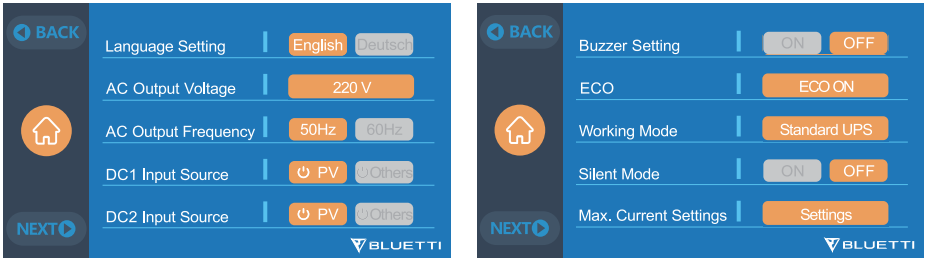 BACK
Language Setting English Deutsch
AC Output Voltage 220 V
AC Output Frequency 50Hz 60Hz
DC1 Input Source PV Others
DC2 Input Source PV Others
NEXT
BLUETTI
BACK
Buzzer Setting ON OFF
ECO ECO ON
Working Mode Standard UPS
Silent Mode ON OFF
Max. Current Settings Settings
NEXT
BLUETTI